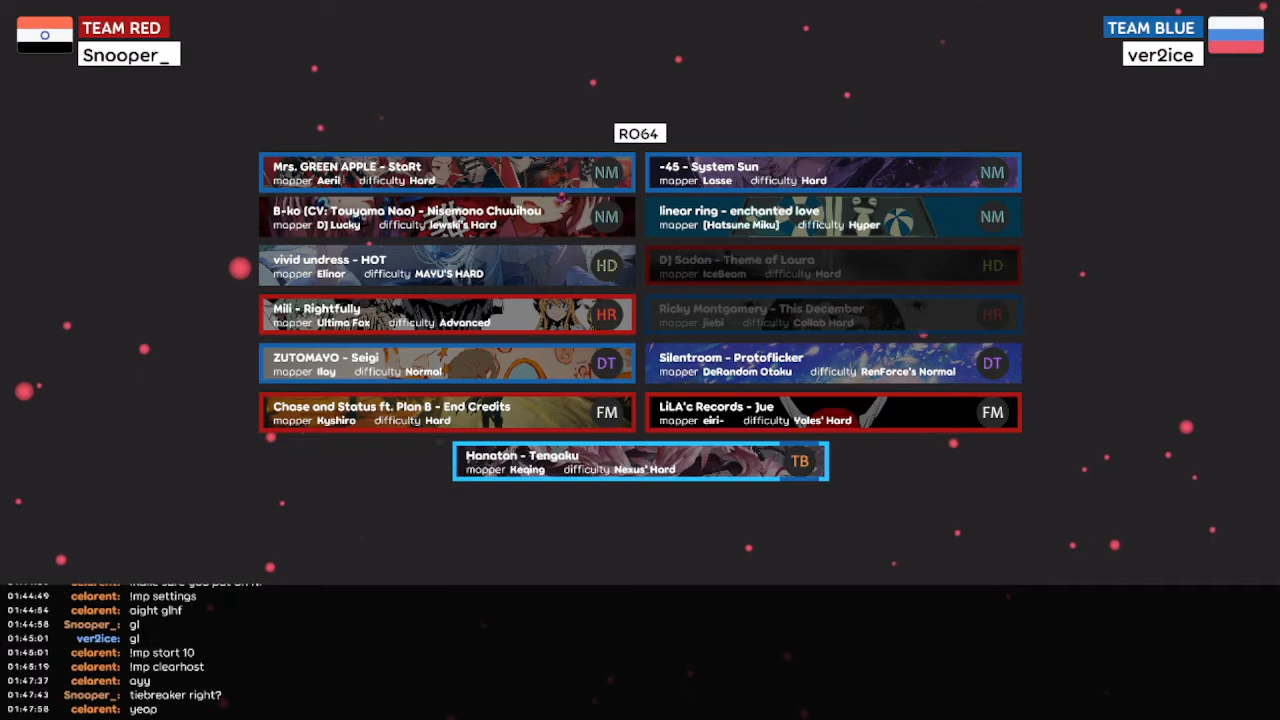 TEAM RED
Snooper_
TEAM BLUE
ver2ice
RO64
Mrs. GREEN APPLE - StaRt
mapper Aeril difficulty Hard
NM
-45 - System Sun
mapper Lasse difficulty Hard
NM
B-ko (CV: Touyama Nao) - Nisemono Chuuihou
mapper DJ Lucky difficulty Jewski's Hard
NM
linear ring - enchanted love
mapper [Hatsune Miku] difficulty Hyper
NM
vivid undress - HOT
mapper Elinor difficulty MAYU'S HARD
HD
DJ Sadan - Theme of Laura
mapper IceBeam difficulty Hard
HD
Mili - Rightfully
mapper Ultima Fox difficulty Advanced
HR
Ricky Montgomery - This December
mapper jiebi difficulty Collab Hard
HR
ZUTOMAYO - Seigi
mapper Ilay difficulty Normal
DT
Silentroom - Protoflicker
mapper DeRandom Otaku difficulty RenForce's Normal
DT
Chase and Status ft. Plan B - End Credits
mapper Kyshiro difficulty Hard
FM
LiLA'c Records - Jue
mapper eiri- difficulty Yales' Hard
FM
Hanatan - Tengaku
mapper Keqing difficulty Nexus' Hard
TB
01:44:49 celarent: !mp settings
01:44:54 celarent: aight glhf
01:44:58 Snooper_: gl
01:45:01 ver2ice: gl
01:45:01 celarent: !mp start 10
01:45:19 celarent: !mp clearhost
01:47:37 celarent: ayy
01:47:43 Snooper_: tiebreaker right?
01:47:58 celarent: yeap